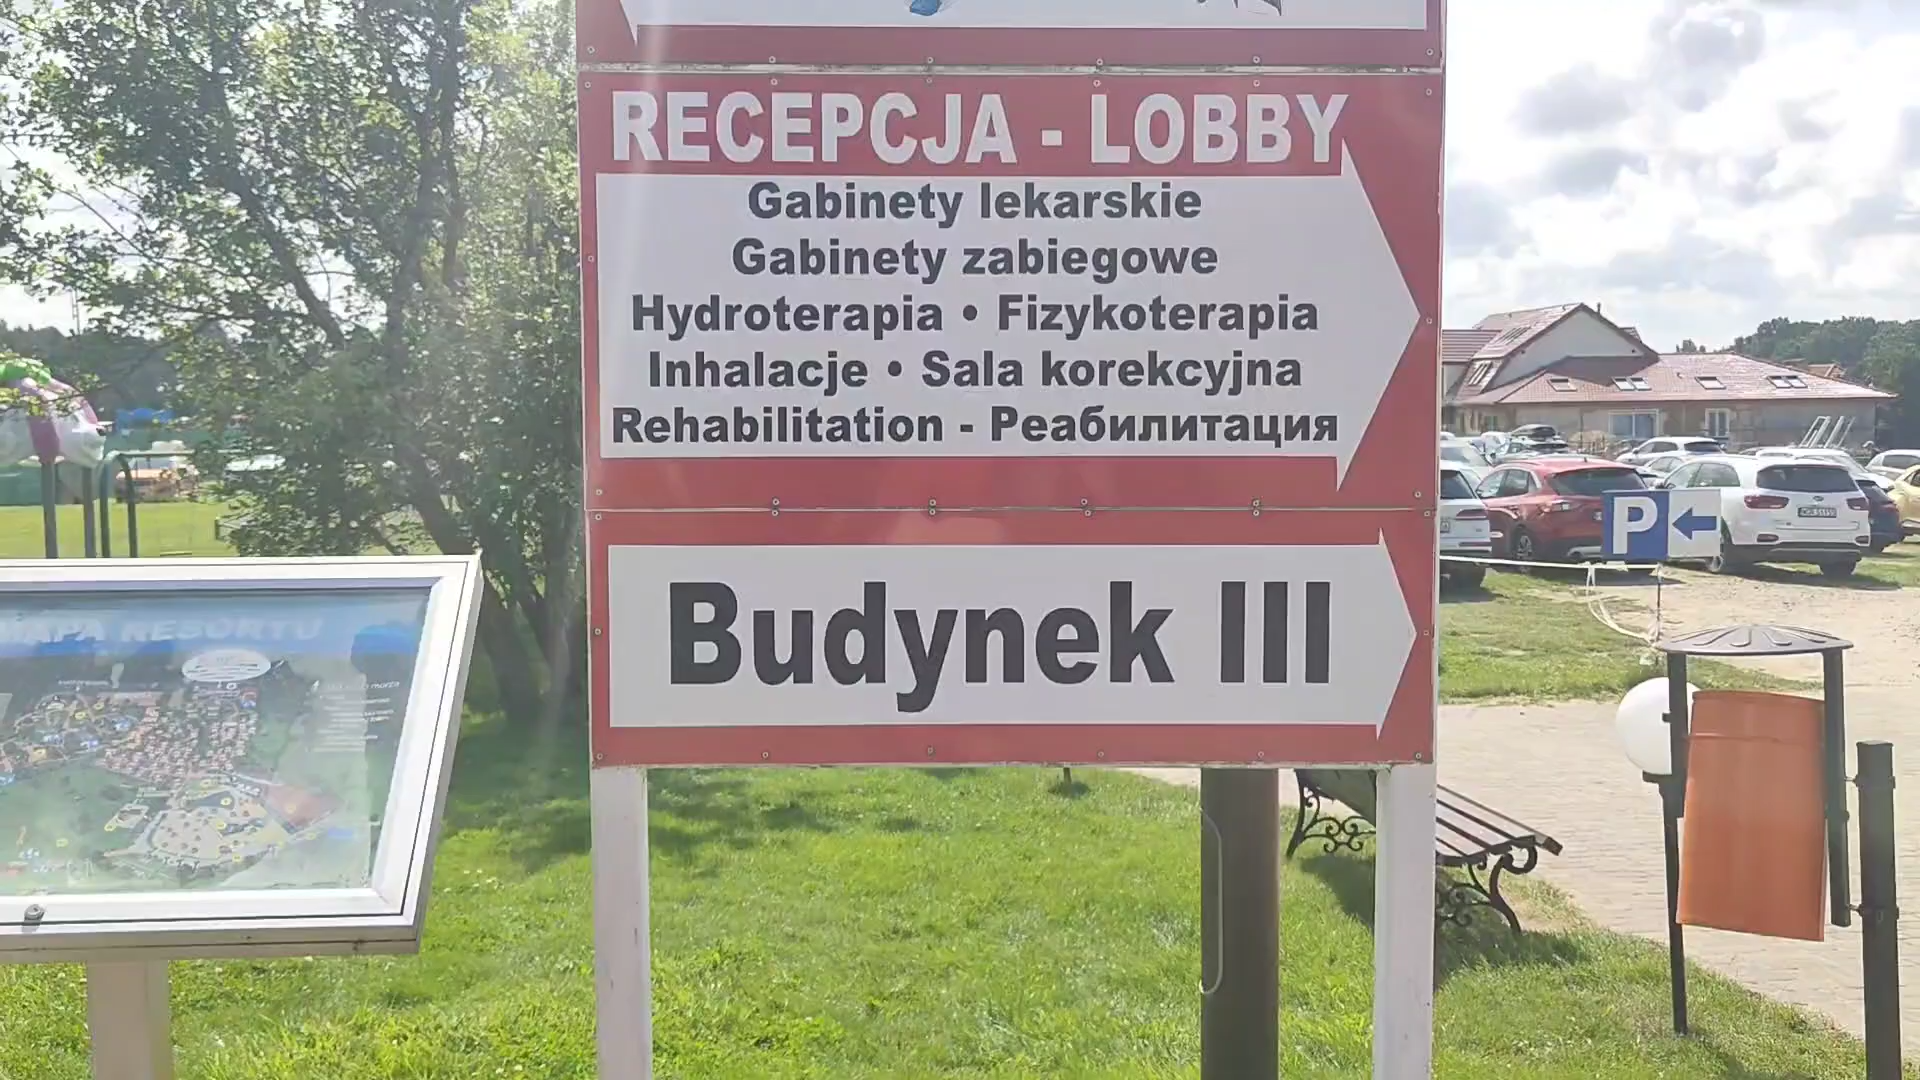 RECEPCJA - LOBBY
Gabinety lekarskie
Gabinety zabiegowe
Hydroterapia • Fizykoterapia
Inhalacje • Sala korekcyjna
Rehabilitation - Реабилитация
Budynek III
P
MAPA RESORTU